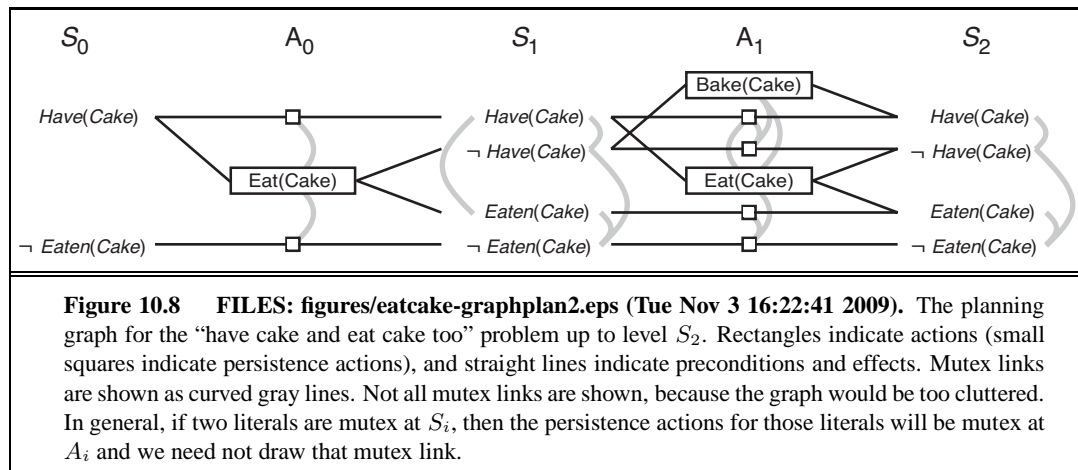 S0 A0 S1 A1 S2
Bake(Cake)
Have(Cake) Have(Cake) Have(Cake)
¬ Have(Cake) ¬ Have(Cake)
Eat(Cake) Eat(Cake)
Eaten(Cake) Eaten(Cake)
¬ Eaten(Cake) ¬ Eaten(Cake) ¬ Eaten(Cake)
Figure 10.8 FILES: figures/eatcake-graphplan2.eps (Tue Nov 3 16:22:41 2009). The planning
graph for the “have cake and eat cake too” problem up to level S2. Rectangles indicate actions (small
squares indicate persistence actions), and straight lines indicate preconditions and effects. Mutex links
are shown as curved gray lines. Not all mutex links are shown, because the graph would be too cluttered.
In general, if two literals are mutex at Si, then the persistence actions for those literals will be mutex at
Ai and we need not draw that mutex link.